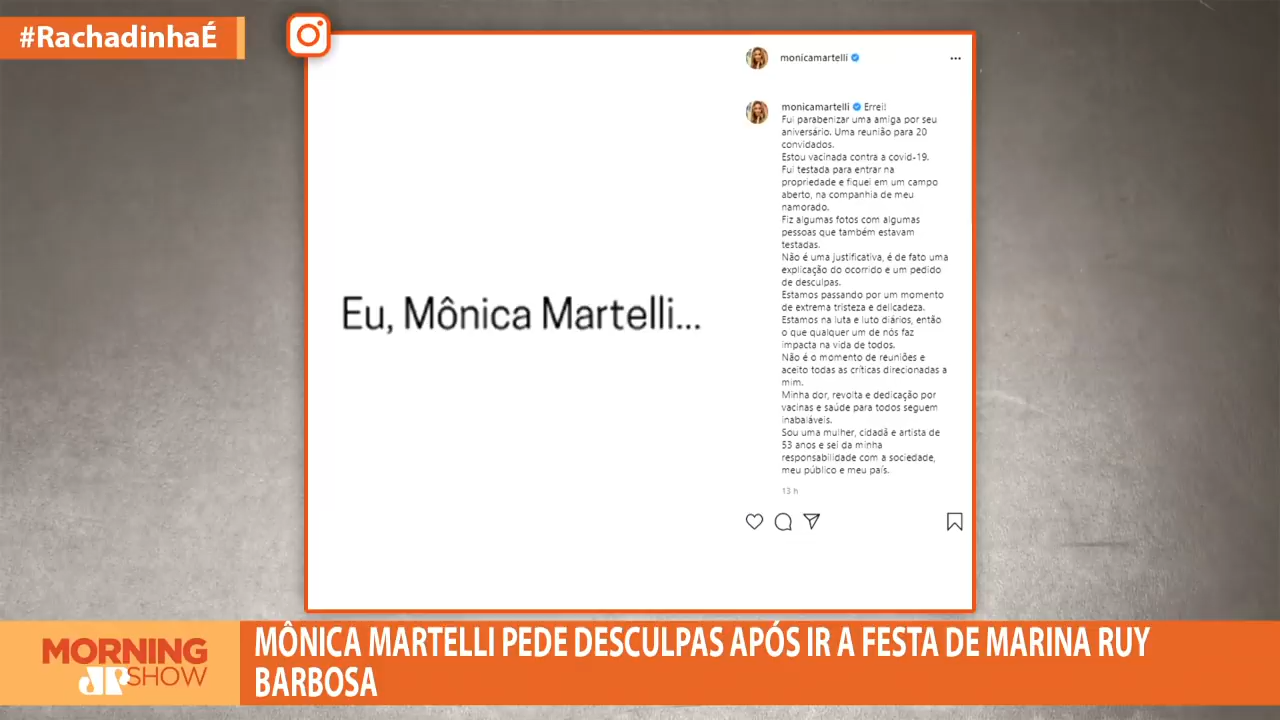 #RachadinhaÉ
monicamartelli
monicamartelli Errei!
Fui parabenizar uma amiga por seu
aniversário. Uma reunião para 20
convidados.
Estou vacinada contra a covid-19.
Fui testada para entrar na
propriedade e fiquei em um campo
aberto, na companhia de meu
namorado.
Fiz algumas fotos com algumas
pessoas que também estavam
testadas.
Não é uma justificativa, é de fato uma
explicação do ocorrido e um pedido
de desculpas.
Estamos passando por um momento
de extrema tristeza e delicadeza.
Estamos na luta e luto diários, então
o que qualquer um de nós faz
impacta na vida de todos.
Não é o momento de reuniões e
aceito todas as críticas direcionadas a
mim.
Minha dor, revolta e dedicação por
vacinas e saúde para todos seguem
inabaláveis.
Sou uma mulher, cidadã e artista de
53 anos e sei da minha
responsabilidade com a sociedade,
meu público e meu país.
13 h
Eu, Mônica Martelli...
MORNING
JP SHOW
MÔNICA MARTELLI PEDE DESCULPAS APÓS IR A FESTA DE MARINA RUY
BARBOSA